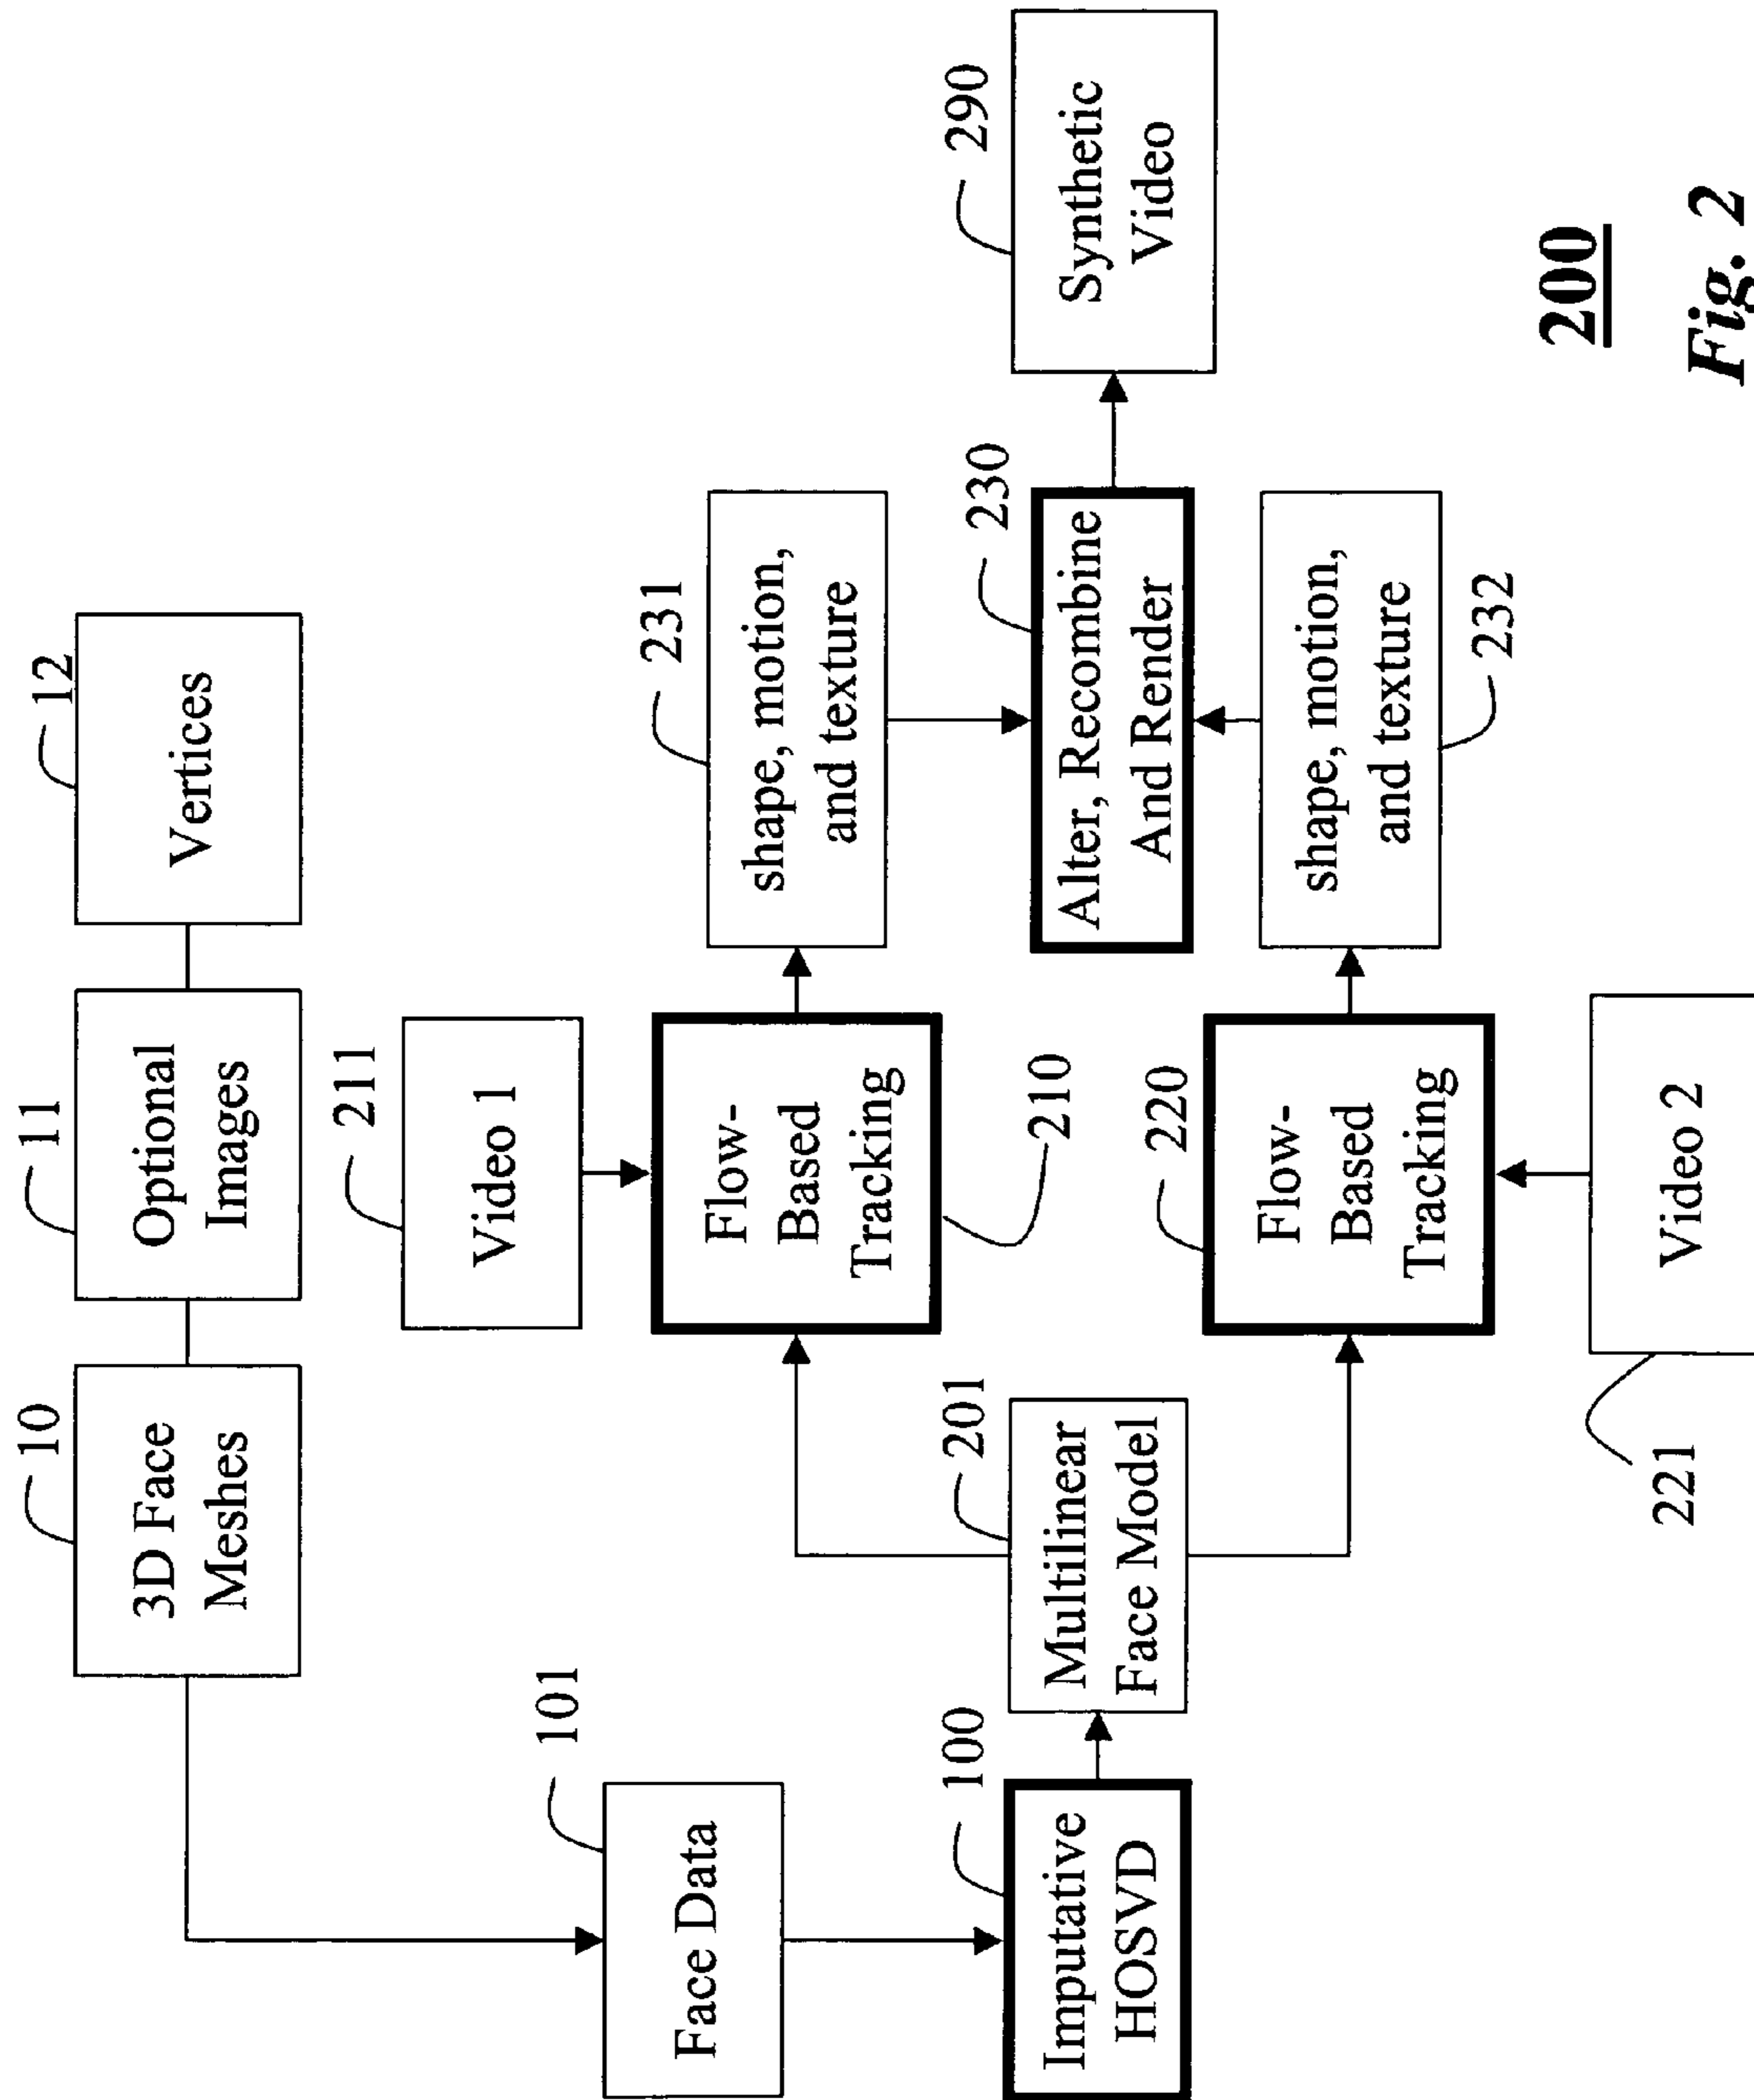 10
3D Face
Meshes
11
Optional
Images
12
Vertices
211
Video 1
101
Face Data
Flow-
Based
Tracking
210
231
shape, motion,
and texture
100
Imputative
HOSVD
201
Multilinear
Face Model
230
Alter, Recombine
And Render
290
Synthetic
Video
220
Flow-
Based
Tracking
shape, motion,
and texture
232
221
Video 2
200
Fig. 2